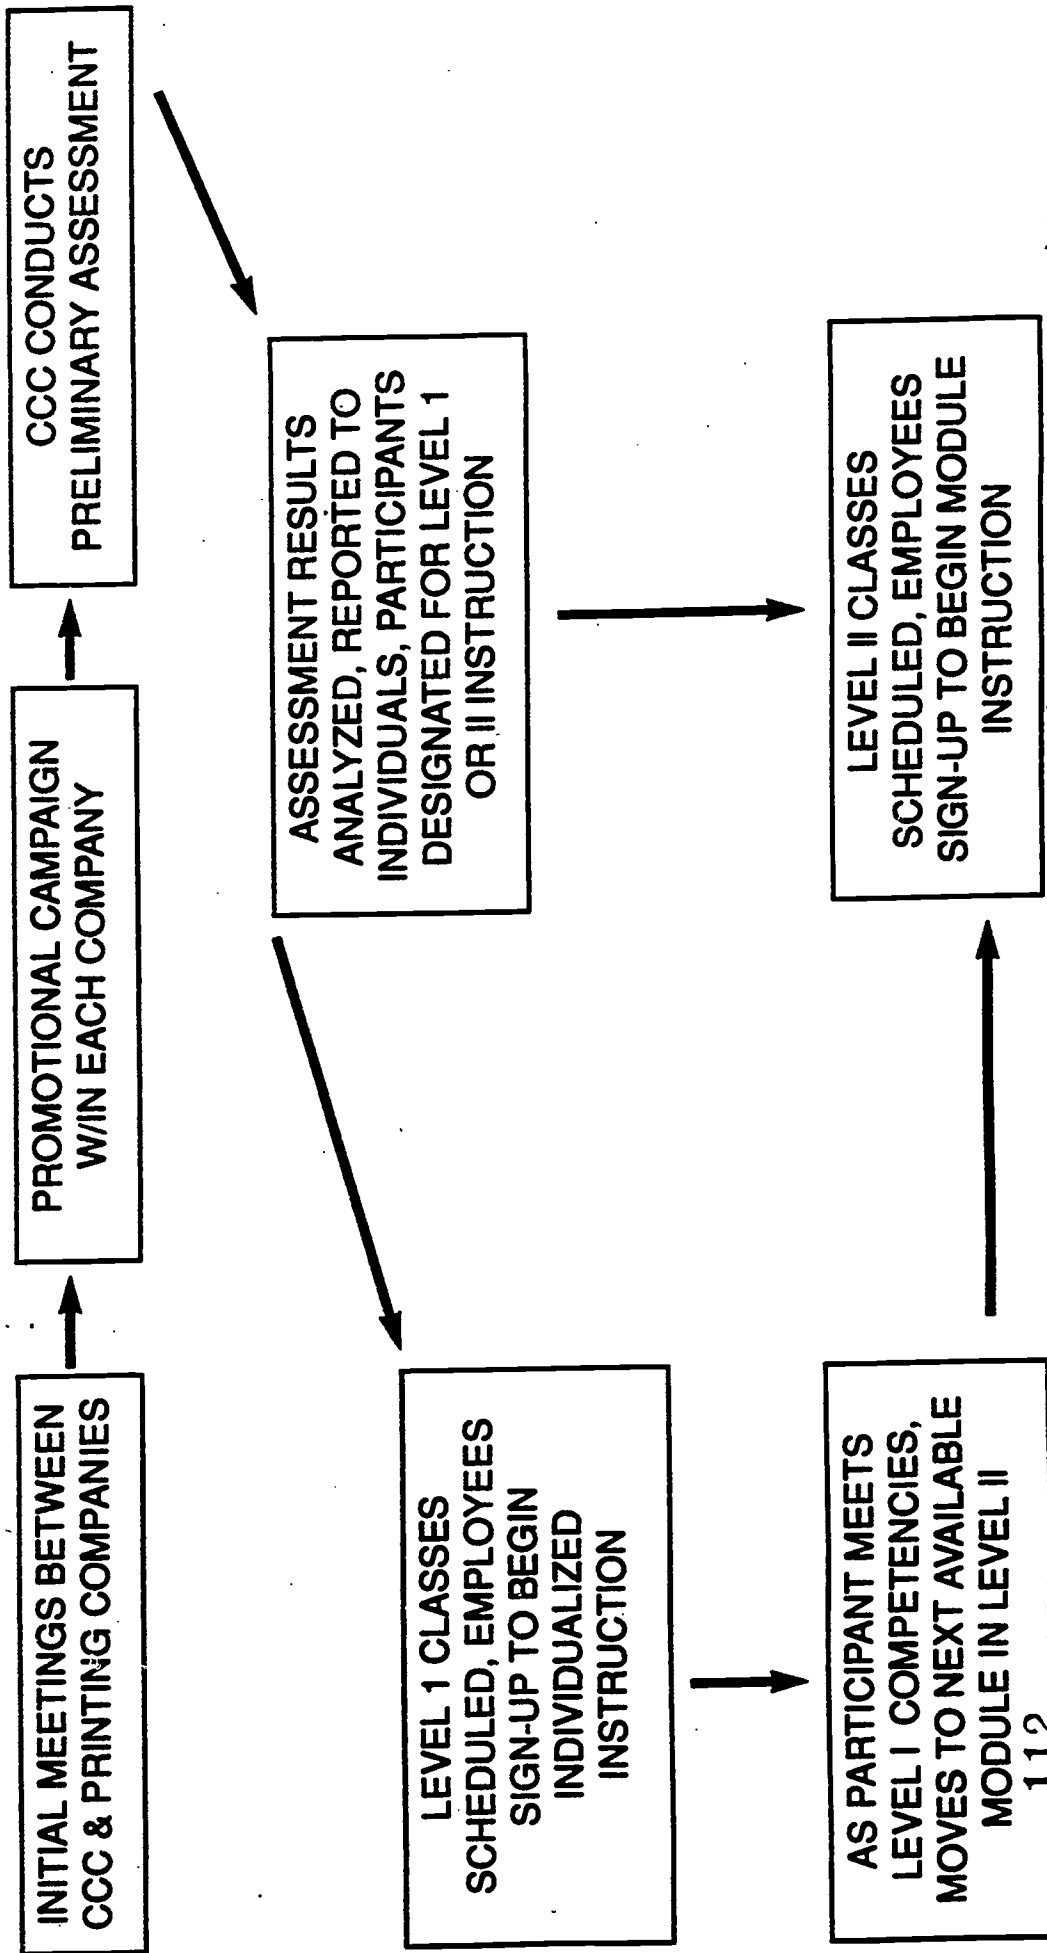 INITIAL MEETINGS BETWEEN
CCC & PRINTING COMPANIES
PROMOTIONAL CAMPAIGN
W/IN EACH COMPANY
CCC CONDUCTS
PRELIMINARY ASSESSMENT
ASSESSMENT RESULTS
ANALYZED, REPORTED TO
INDIVIDUALS, PARTICIPANTS
DESIGNATED FOR LEVEL 1
OR II INSTRUCTION
LEVEL 1 CLASSES
SCHEDULED, EMPLOYEES
SIGN-UP TO BEGIN
INDIVIDUALIZED
INSTRUCTION
AS PARTICIPANT MEETS
LEVEL I COMPETENCIES,
MOVES TO NEXT AVAILABLE
MODULE IN LEVEL II
112
LEVEL II CLASSES
SCHEDULED, EMPLOYEES
SIGN-UP TO BEGIN MODULE
INSTRUCTION